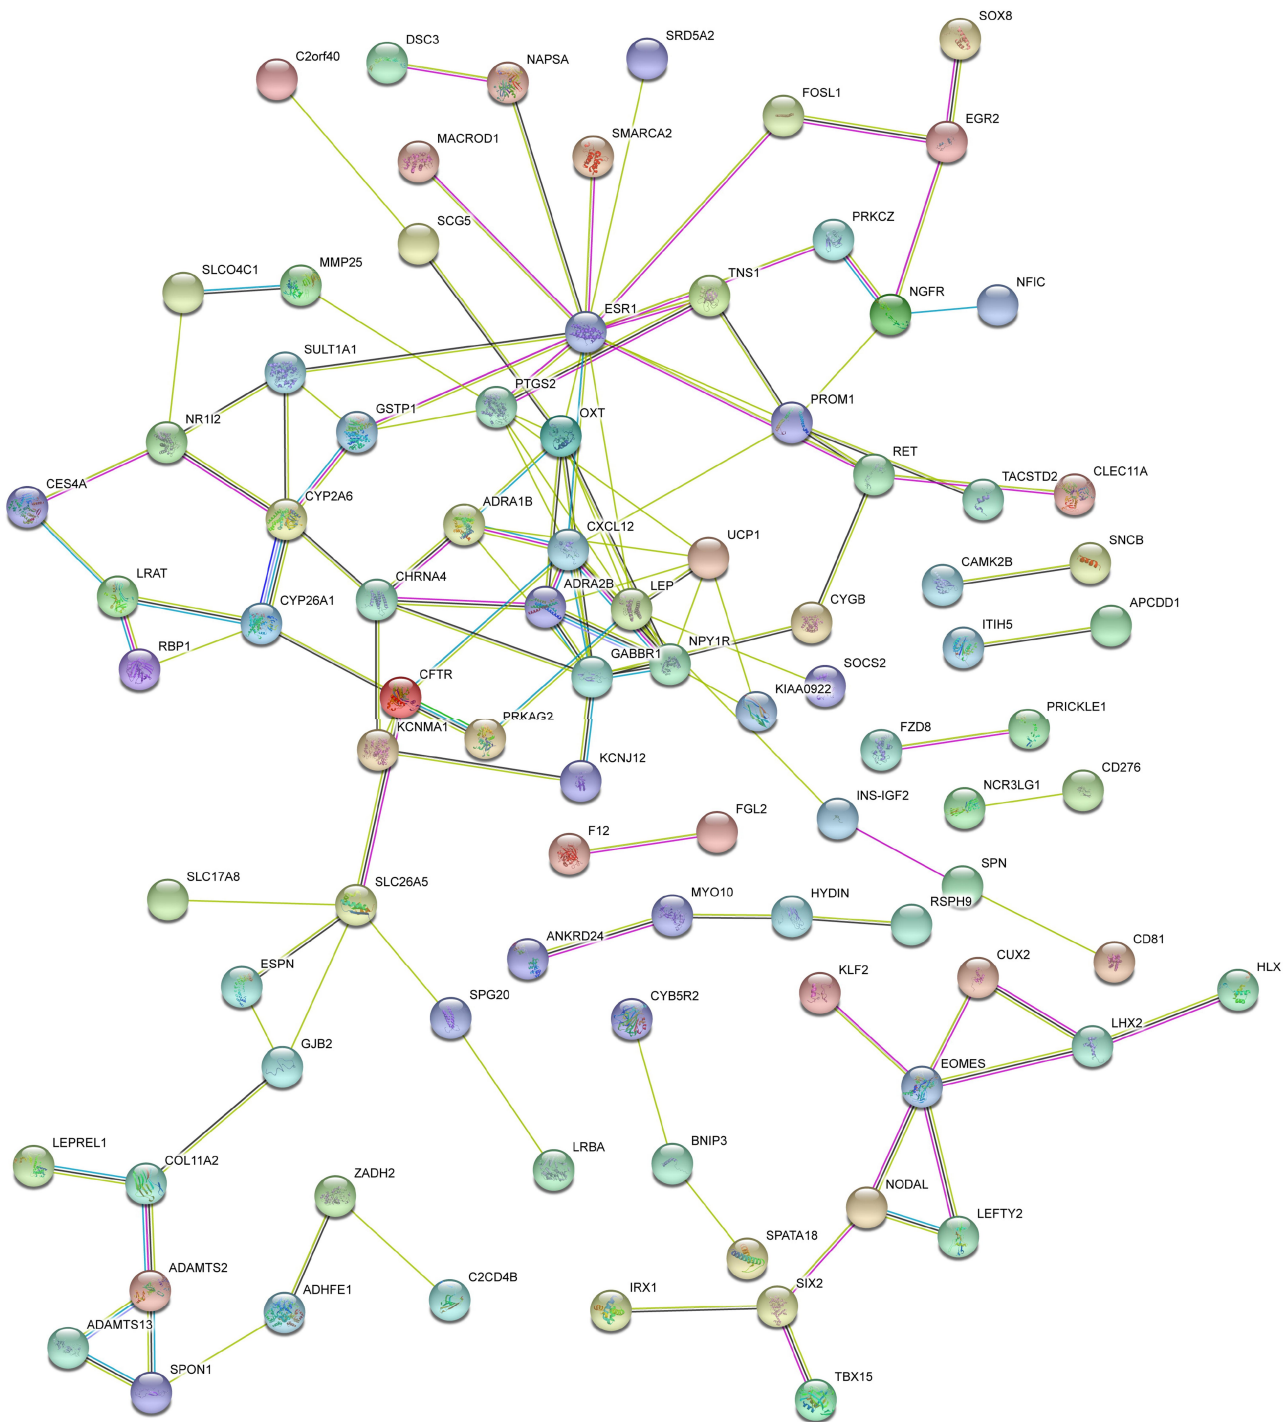 SOX8
C2orf40
DSC3
NAPSA
SRD5A2
FOSL1
EGR2
MACROD1
SMARCA2
SCG5
PRKCZ
SLCO4C1
MMP25
TNS1
NGFR
NFIC
ESR1
SULT1A1
PTGS2
OXT
PROM1
NR1I2
GSTP1
RET
TACSTD2
CLEC11A
CES4A
CYP2A6
ADRA1B
CXCL12
UCP1
SNCB
CAMK2B
LRAT
CYP26A1
CHRNA4
ADRA2B
LEP
CYGB
APCDD1
ITIH5
RBP1
CFTR
GABBR1
NPY1R
SOCS2
KIAA0922
KCNMA1
PRKAG2
FZD8
PRICKLE1
KCNJ12
INS-IGF2
NCR3LG1
CD276
F12
FGL2
SPN
SLC17A8
SLC26A5
MYO10
HYDIN
RSPH9
ANKRD24
CD81
ESPN
KLF2
CUX2
HLX
SPG20
CYB5R2
LHX2
GJB2
EOMES
LEPREL1
COL11A2
LRBA
BNIP3
ZADH2
NODAL
LEFTY2
SPATA18
ADAMTS2
ADHFE1
C2CD4B
IRX1
SIX2
ADAMTS13
SPON1
TBX15